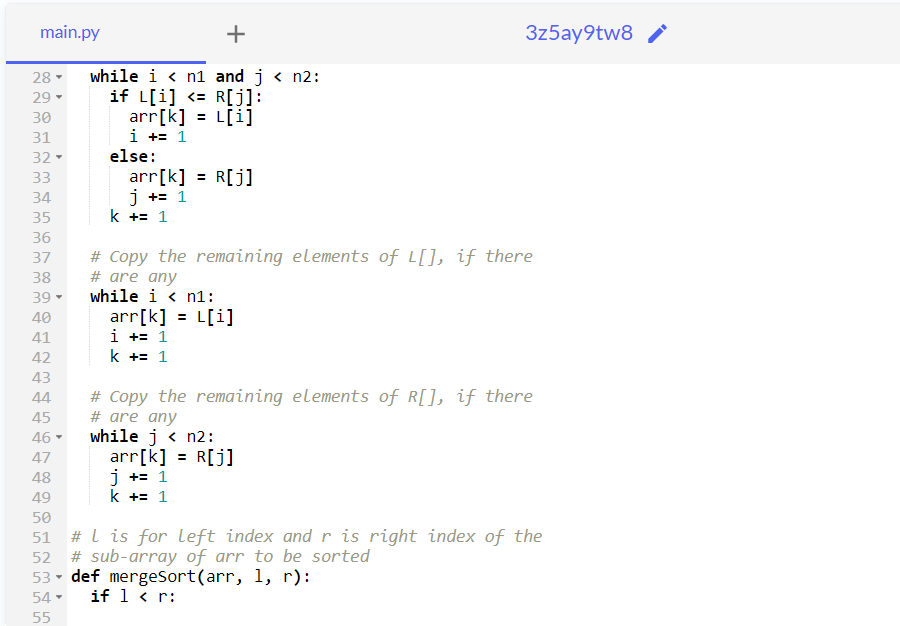 main.py + 3z5ay9tw8
28 while i < n1 and j < n2:
29 if L[i] <= R[j]:
30 arr[k] = L[i]
31 i += 1
32 else:
33 arr[k] = R[j]
34 j += 1
35 k += 1
36
37 # Copy the remaining elements of L[], if there
38 # are any
39 while i < n1:
40 arr[k] = L[i]
41 i += 1
42 k += 1
43
44 # Copy the remaining elements of R[], if there
45 # are any
46 while j < n2:
47 arr[k] = R[j]
48 j += 1
49 k += 1
50
51 # l is for left index and r is right index of the
52 # sub-array of arr to be sorted
53 def mergeSort(arr, l, r):
54 if l < r:
55